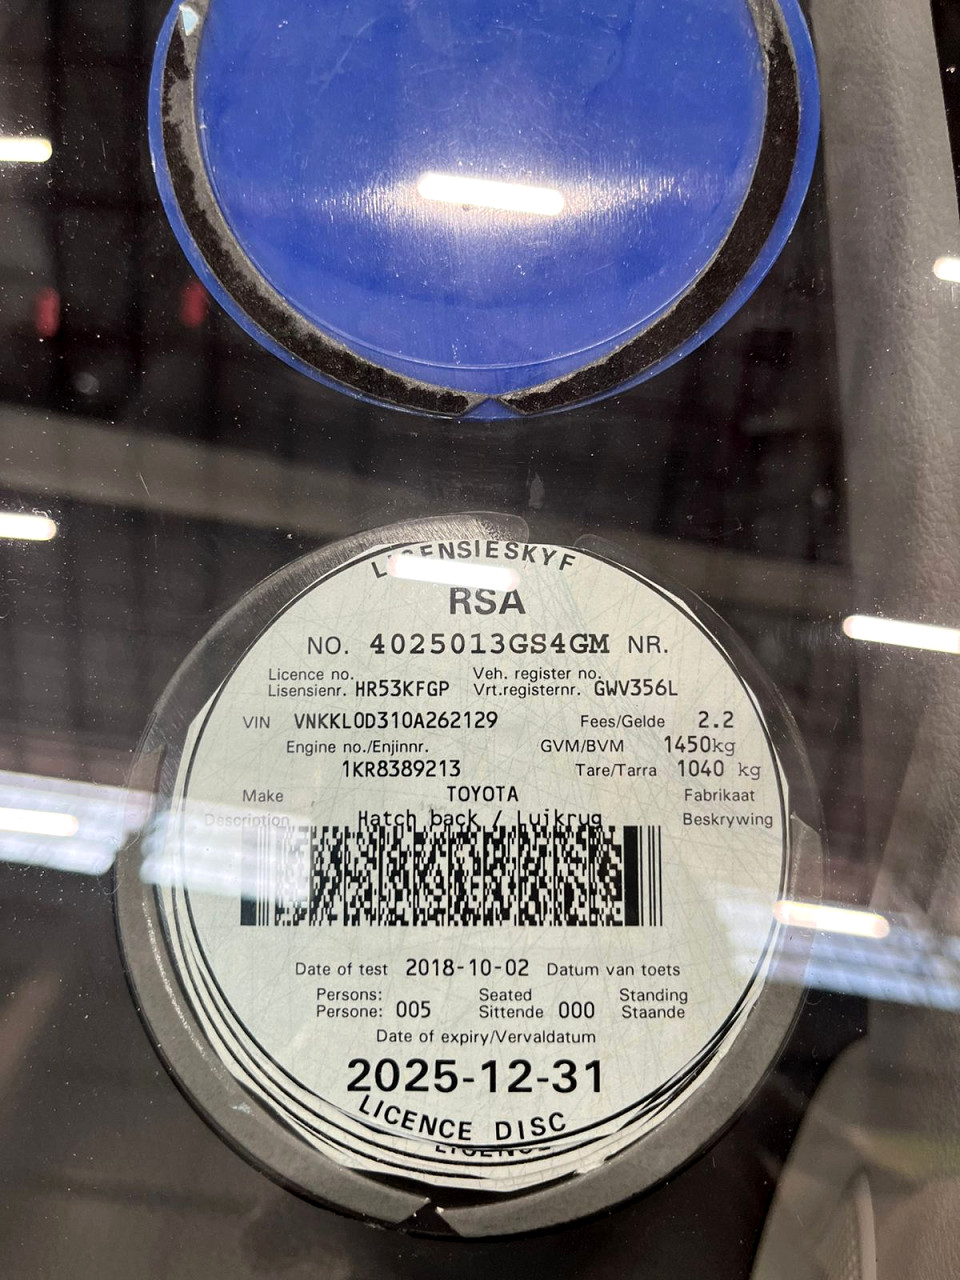 LICENSIESKYF
RSA
NO. 4025013GS4GM NR.
Licence no. Veh. register no.
Lisensienr. HR53KFGP Vrt.registernr. GWV356L
VIN VNKKL0D310A262129 Fees/Gelde 2.2
Engine no./Enjinnr. GVM/BVM 1450kg
1KR8389213 Tare/Tarra 1040 kg
Make TOYOTA Fabrikaat
Description Hatch back / Luikrug Beskrywing
Date of test 2018-10-02 Datum van toets
Persons: Seated Standing
Persone: 005 Sittende 000 Staande
Date of expiry/Vervaldatum
2025-12-31
LICENCE DISC